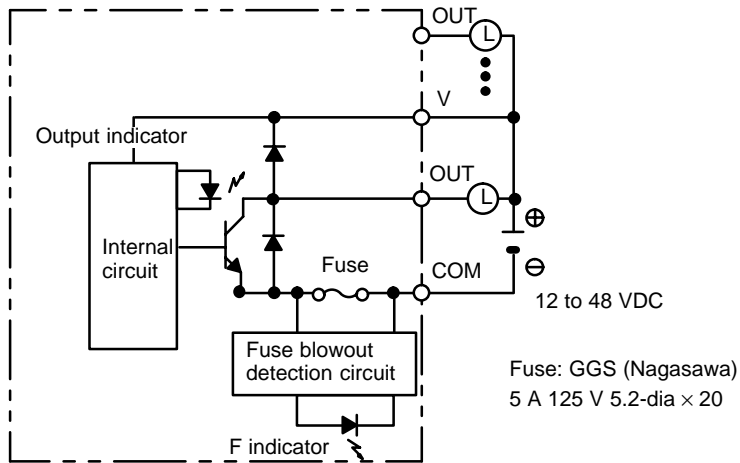 OUT
L
V
Output indicator
OUT
L
⊕
Internal
circuit
Fuse
COM
⊖
12 to 48 VDC
Fuse blowout
detection circuit
Fuse: GGS (Nagasawa)
5 A 125 V 5.2-dia × 20
F indicator